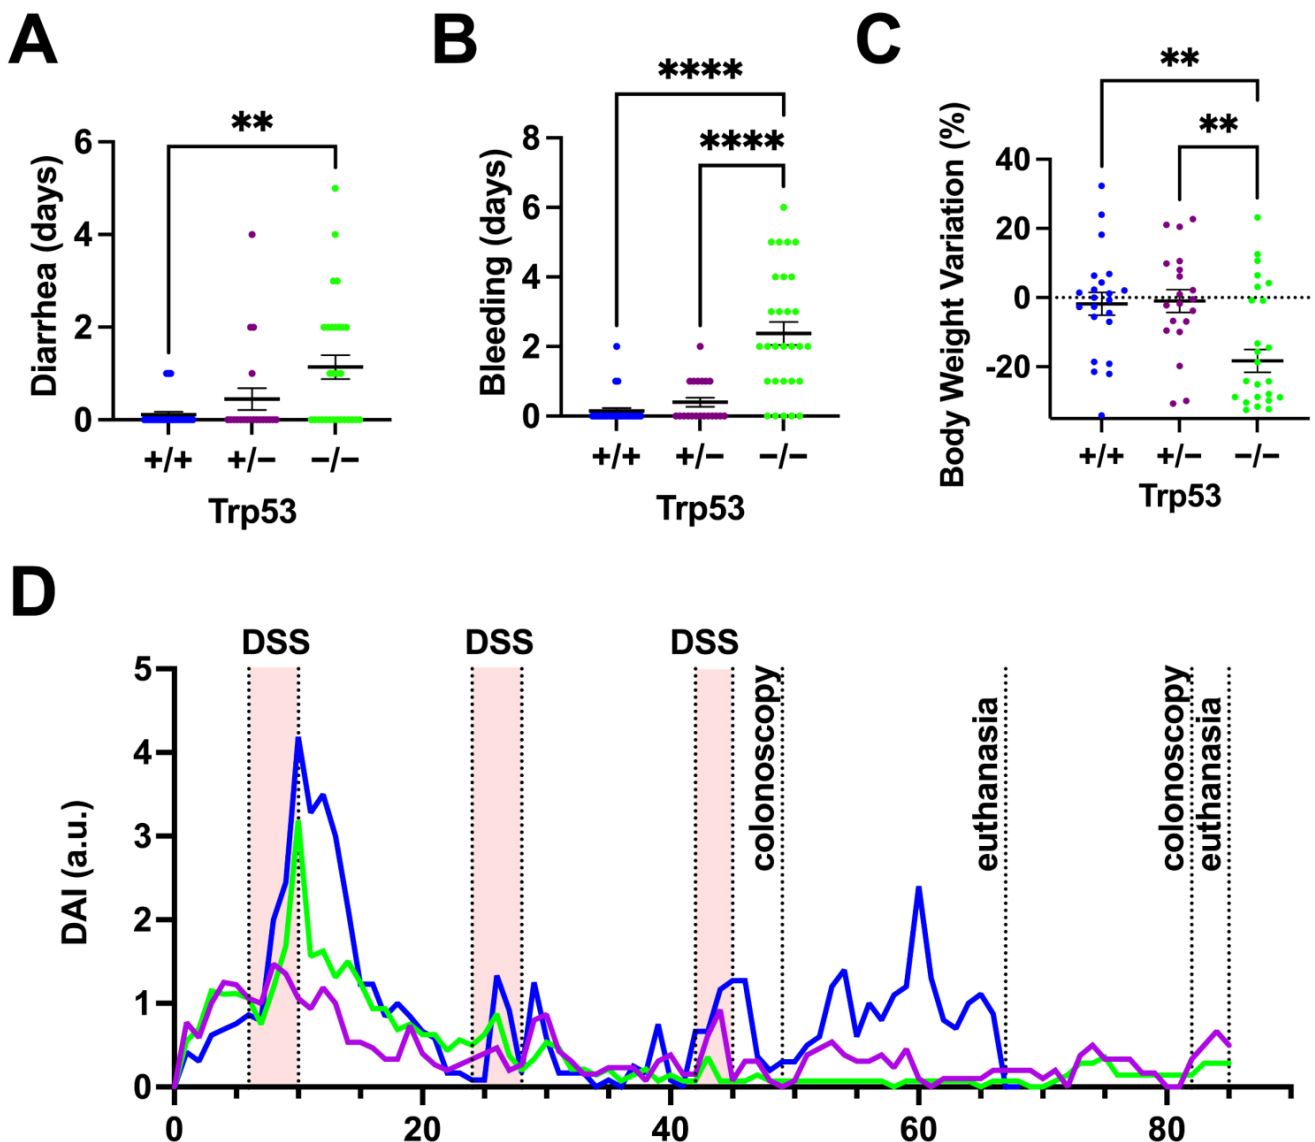 A
B
C
**
****
****
**
**
Diarrhea (days)
6
4
2
0
+/+
+/−
−/−
Trp53
Bleeding (days)
8
6
4
2
0
+/+
+/−
−/−
Trp53
Body Weight Variation (%)
40
20
0
-20
+/+
+/−
−/−
Trp53
D
DSS
DSS
DSS
colonoscopy
euthanasia
colonoscopy
euthanasia
DAI (a.u.)
5
4
3
2
1
0
0
20
40
60
80